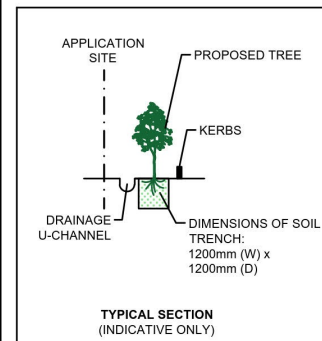 APPLICATION
SITE
PROPOSED TREE
KERBS
DRAINAGE
U-CHANNEL
DIMENSIONS OF SOIL
TRENCH:
1200mm (W) x
1200mm (D)
TYPICAL SECTION
(INDICATIVE ONLY)